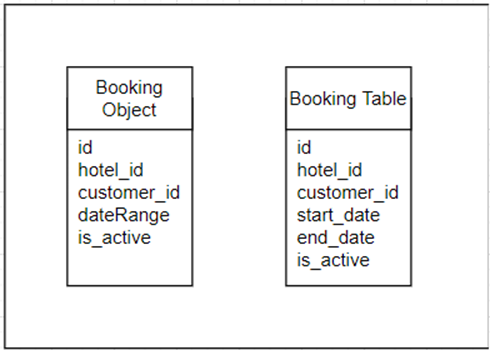 Booking
Object
id
hotel_id
customer_id
dateRange
is_active
Booking Table
id
hotel_id
customer_id
start_date
end_date
is_active